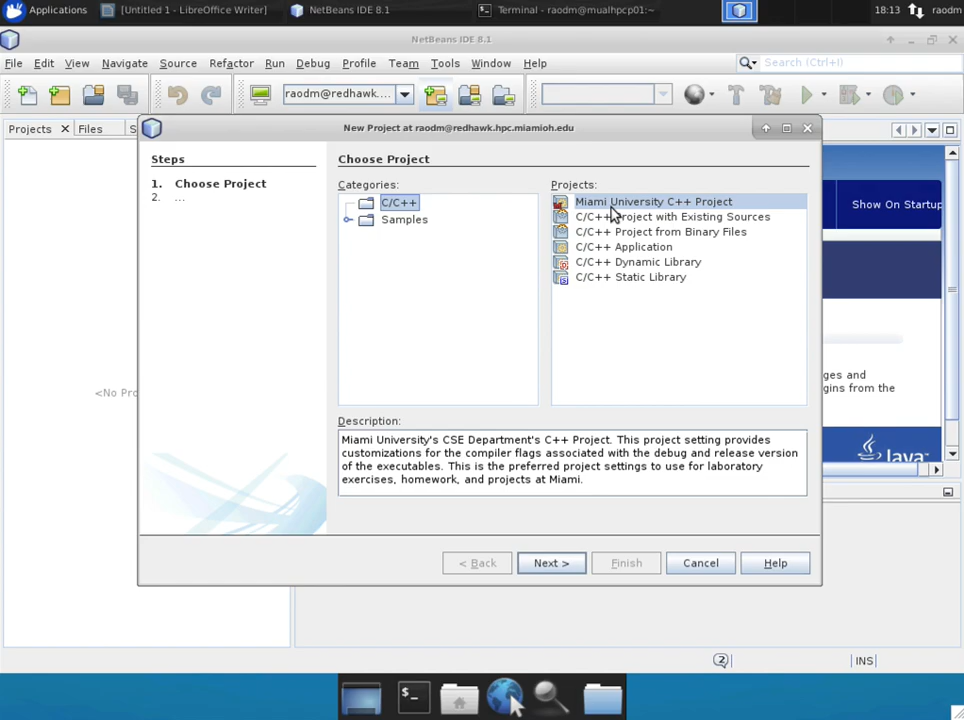 Applications
[Untitled 1 - LibreOffice Writer]
NetBeans IDE 8.1
Terminal - raodm@mualhpcp01:~
18:13
raodm
NetBeans IDE 8.1
File Edit View Navigate Source Refactor Run Debug Profile Team Tools Window Help
Search (Ctrl+I)
raodm@redhawk....
Projects Files S
New Project at raodm@redhawk.hpc.miamioh.edu
Steps
1. Choose Project
2. ...
Choose Project
Categories:
C/C++
Samples
Projects:
Miami University C++ Project
C/C++ Project with Existing Sources
C/C++ Project from Binary Files
C/C++ Application
C/C++ Dynamic Library
C/C++ Static Library
Description:
Miami University's CSE Department's C++ Project. This project setting provides
customizations for the compiler flags associated with the debug and release version
of the executables. This is the preferred project settings to use for laboratory
exercises, homework, and projects at Miami.
< Back
Next >
Finish
Cancel
Help
<No Pro
Show On Startup
ges and
gins from the
Java
2
INS
>_